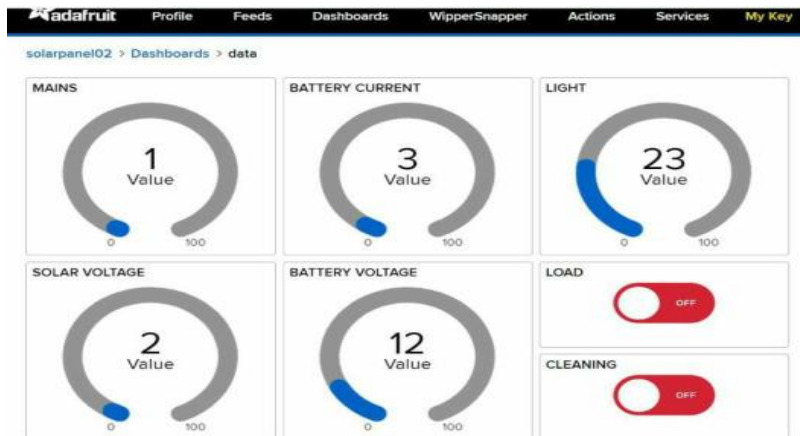 adafruit Profile Feeds Dashboards WipperSnapper Actions Services My Key
solarpanel02 > Dashboards > data
MAINS
1
Value
0 100
BATTERY CURRENT
3
Value
0 100
LIGHT
23
Value
0 100
SOLAR VOLTAGE
2
Value
0 100
BATTERY VOLTAGE
12
Value
0 100
LOAD
OFF
CLEANING
OFF